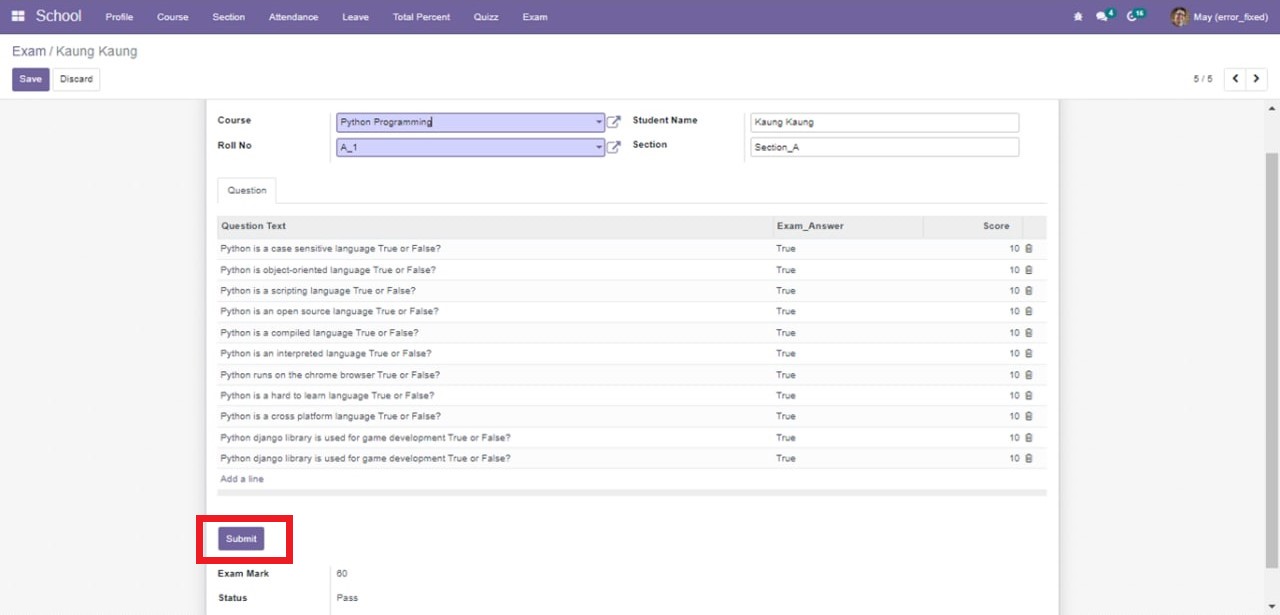 School Profile Course Section Attendance Leave Total Percent Quizz Exam 4 16 May (error_fixed)
Exam / Kaung Kaung
Save Discard 5 / 5
Course Python Programming Student Name Kaung Kaung
Roll No A_1 Section Section_A
Question
Question Text Exam_Answer Score
Python is a case sensitive language True or False? True 10
Python is object-oriented language True or False? True 10
Python is a scripting language True or False? True 10
Python is an open source language True or False? True 10
Python is a compiled language True or False? True 10
Python is an interpreted language True or False? True 10
Python runs on the chrome browser True or False? True 10
Python is a hard to learn language True or False? True 10
Python is a cross platform language True or False? True 10
Python django library is used for game development True or False? True 10
Python django library is used for game development True or False? True 10
Add a line
Submit
Exam Mark 60
Status Pass